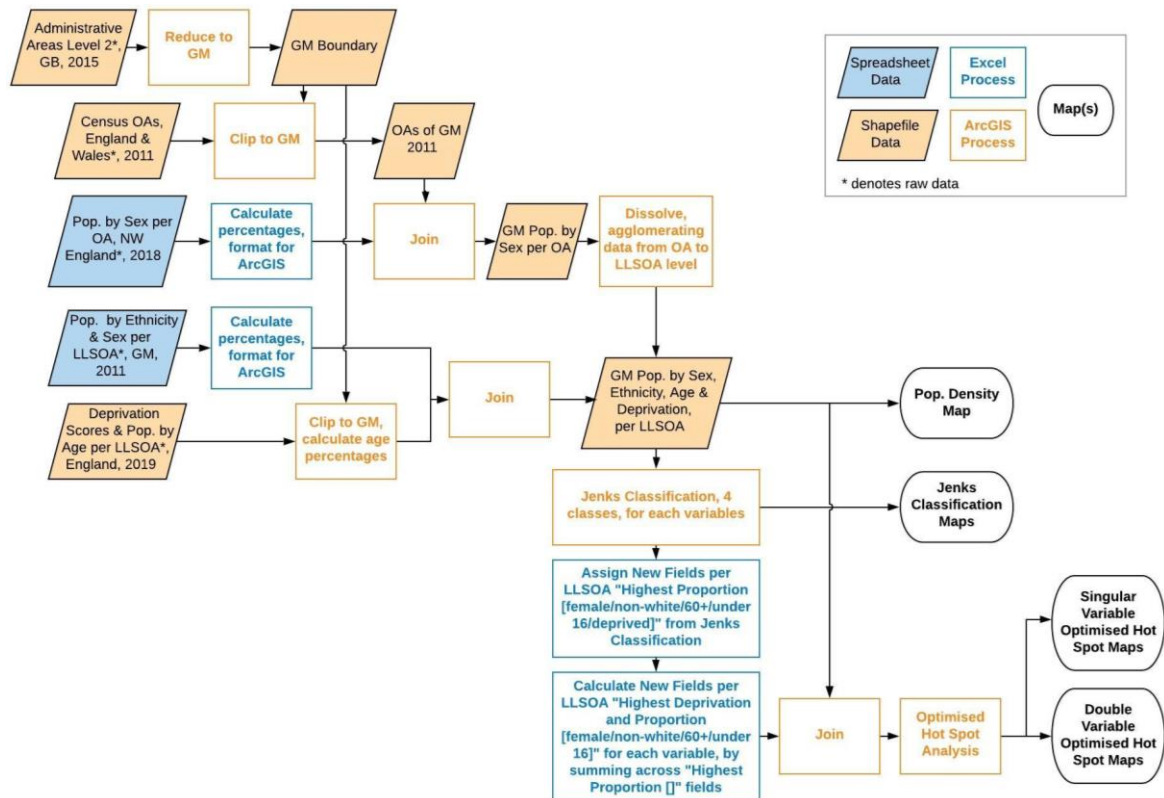 Administrative
Areas Level 2*,
GB, 2015
Reduce to
GM
GM Boundary
Census OAs,
England &
Wales*, 2011
Clip to GM
OAs of GM
2011
Pop. by Sex per
OA, NW
England*, 2018
Calculate
percentages,
format for
ArcGIS
Join
GM Pop. by
Sex per OA
Dissolve,
agglomerating
data from OA to
LLSOA level
Pop. by Ethnicity
& Sex per
LLSOA*, GM,
2011
Calculate
percentages,
format for
ArcGIS
Deprivation
Scores & Pop. by
Age per LLSOA*,
England, 2019
Clip to GM,
calculate age
percentages
Join
GM Pop. by Sex,
Ethnicity, Age &
Deprivation,
per LLSOA
Pop. Density
Map
Jenks Classification, 4
classes, for each variables
Jenks
Classification
Maps
Assign New Fields per
LLSOA "Highest Proportion
[female/non-white/60+/under
16/deprived]" from Jenks
Classification
Calculate New Fields per
LLSOA "Highest Deprivation
and Proportion
[female/non-white/60+/under
16]" for each variable, by
summing across "Highest
Proportion []" fields
Join
Optimised
Hot Spot
Analysis
Singular
Variable
Optimised Hot
Spot Maps
Double
Variable
Optimised Hot
Spot Maps
Spreadsheet
Data
Excel
Process
Shapefile
Data
ArcGIS
Process
Map(s)
* denotes raw data